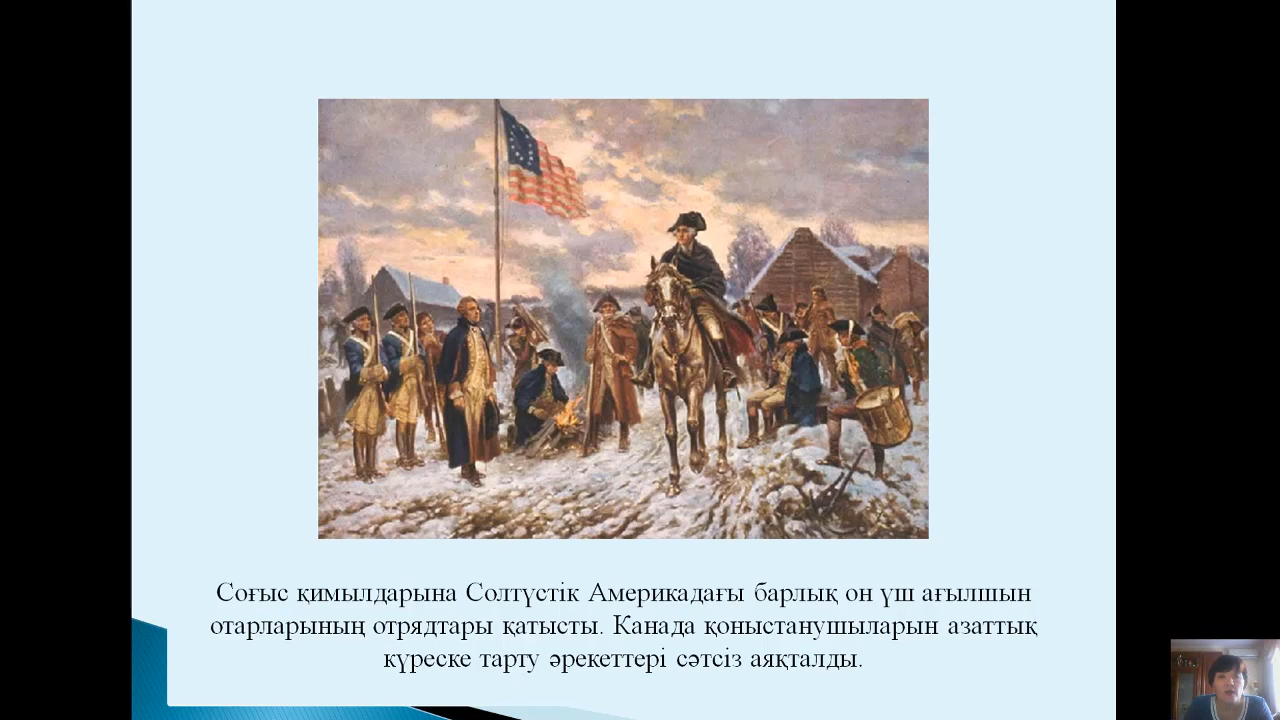 Соғыс қимылдарына Солтүстік Америкадағы барлық он үш ағылшын
отарларының отрядтары қатысты. Канада қоныстанушыларын азаттық
күреске тарту әрекеттері сәтсіз аяқталды.